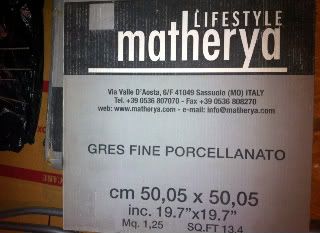 LIFESTYLE
matherya
Via Valle D'Aosta, 6/F 41049 Sassuolo (MO) ITALY
Tel. +39 0536 807070 - Fax +39 0536 808270
web: www.matherya.com - e-mail: info@matherya.com
GRES FINE PORCELLANATO
cm 50,05 x 50,05
inc. 19.7"x19.7"
Mq. 1,25 SQ.FT 13.4